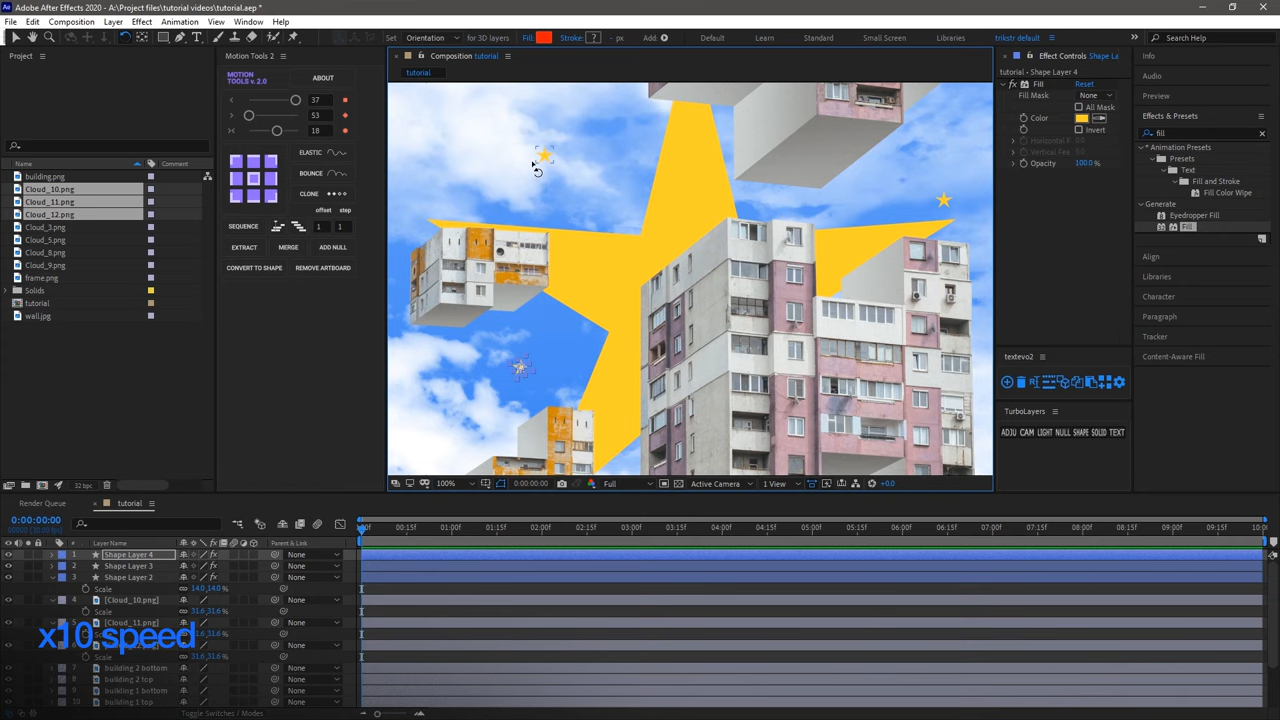 Adobe After Effects 2020 - A:\Project files\tutorial videos\tutorial.aep *
File Edit Composition Layer Effect Animation View Window Help
Set Orientation for 3D layers Fill: Stroke: ? - px Add: Default Learn Standard Small Screen Libraries trikstr default Search Help
Project
Name Comment
building.png
Cloud_10.png
Cloud_11.png
Cloud_12.png
Cloud_3.png
Cloud_5.png
Cloud_8.png
Cloud_9.png
frame.png
Solids
tutorial
wall.jpg
32 bpc
Motion Tools 2
MOTION
TOOLS v. 2.0
ABOUT
37
53
18
ELASTIC
BOUNCE
CLONE
offset step
SEQUENCE 1 1
EXTRACT MERGE ADD NULL
CONVERT TO SHAPE REMOVE ARTBOARD
Composition tutorial
tutorial
100% 0:00:00:00 Full Active Camera 1 View +0.0
Effect Controls Shape La
tutorial • Shape Layer 4
fx Fill Reset
Fill Mask None
All Mask
Color
Invert
Horizontal F
Vertical Fe
Opacity 100.0 %
textevo2
TurboLayers
ADJU CAM LIGHT NULL SHAPE SOLID TEXT
Info
Audio
Preview
Effects & Presets
fill
* Animation Presets
Presets
Text
Fill and Stroke
Fill Color Wipe
Generate
Eyedropper Fill
Fill
Align
Libraries
Character
Paragraph
Tracker
Content-Aware Fill
Render Queue tutorial
0:00:00:00
# Layer Name Parent & Link
00:15f 01:00f 01:15f 02:00f 02:15f 03:00f 03:15f 04:00f 04:15f 05:00f 05:15f 06:00f 06:15f 07:00f 07:15f 08:00f 08:15f 09:00f 09:15f
1 Shape Layer 4 None
2 Shape Layer 3 None
3 Shape Layer 2 None
Scale 14.0,14.0%
4 [Cloud_10.png] None
Scale 31.6,31.6%
5 [Cloud_11.png] None
x10 speed
Scale
None
Scale 31.6,31.6%
7 building 2 bottom None
8 building 2 top None
9 building 1 bottom None
10 building 1 top None
Toggle Switches / Modes